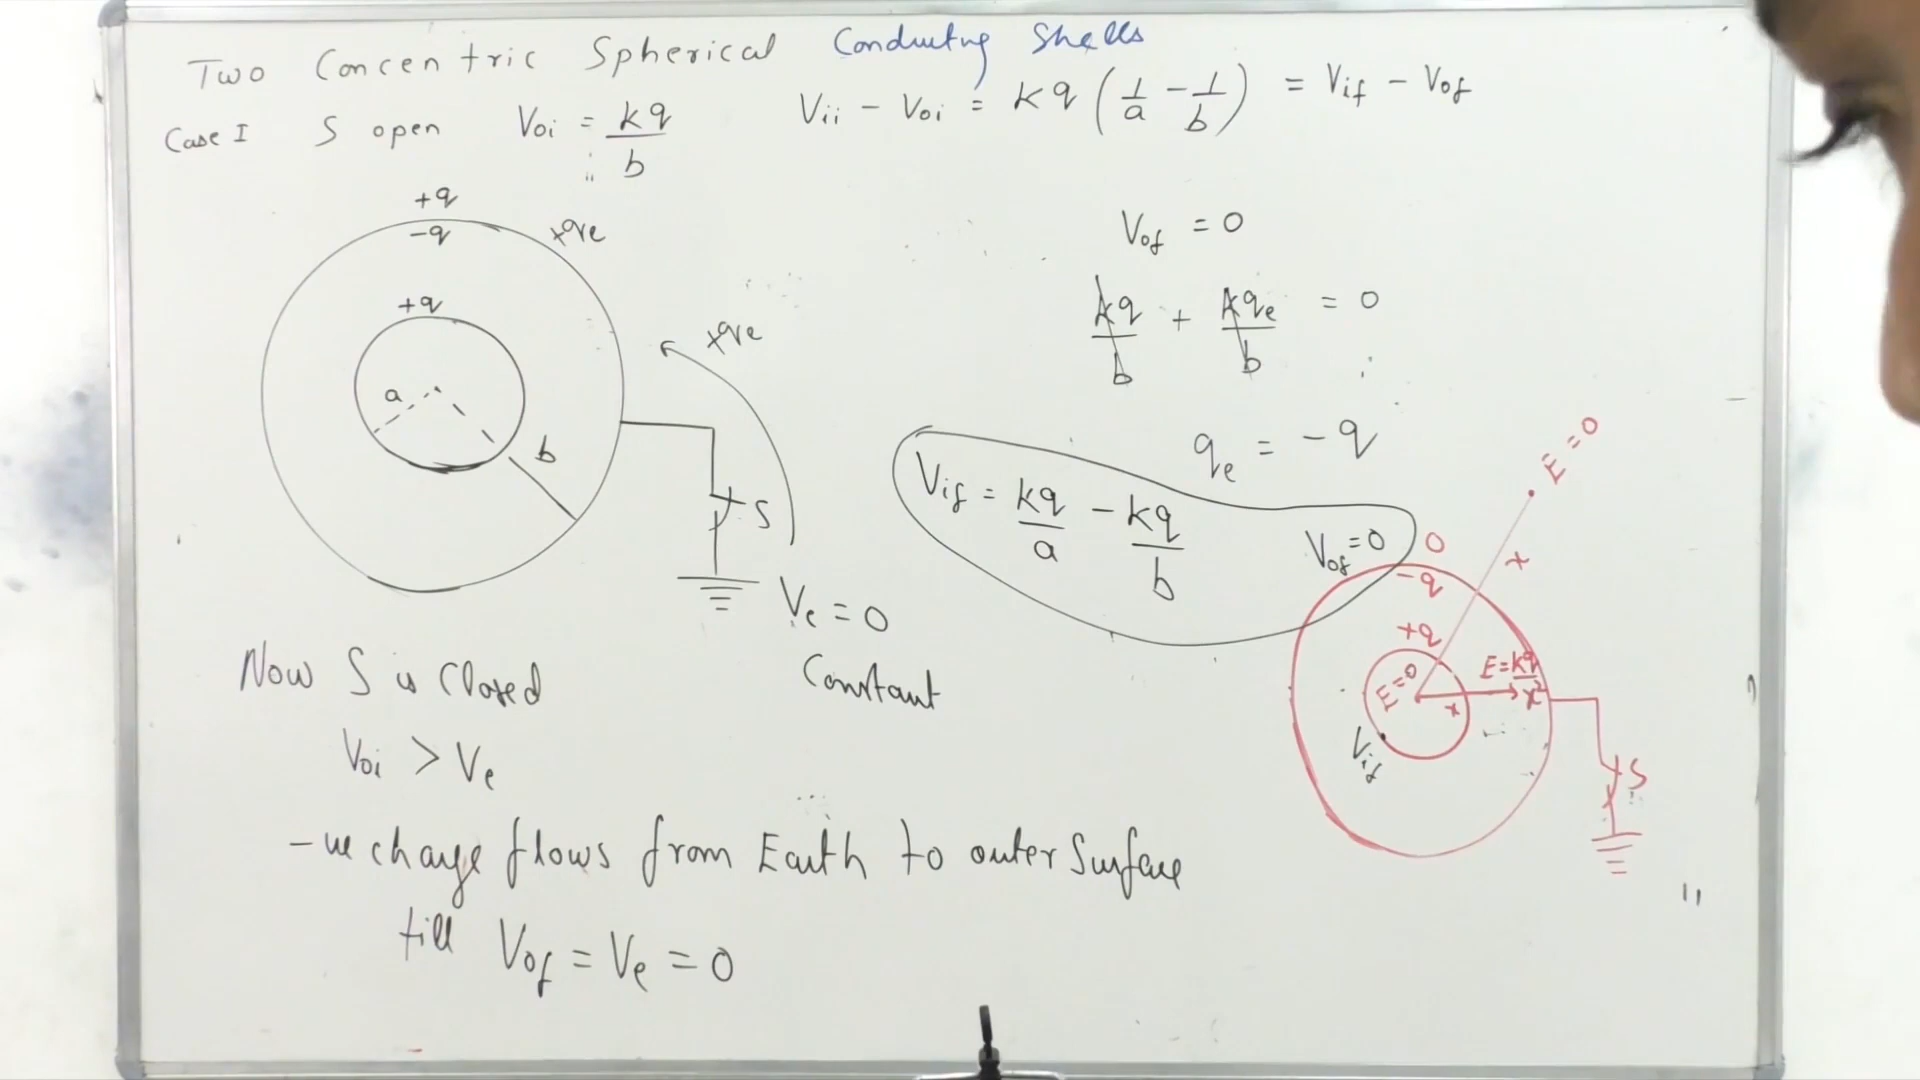 Two Concentric Spherical Conducting Shells
Case I S open Voi = kq/b Vii - Voi = kq (1/a - 1/b) = Vif - Vof
+q
-q
+ve
+q
a
b
+ve
S
Ve = 0
Constant
Vof = 0
kq/b + kqe/b = 0
qe = -q
Vif = kq/a - kq/b Vof = 0
E = 0
x
0
-q
+q
E = 0
E = kq/x²
x
Vif
S
Now S is Closed
Voi > Ve
-ve charge flows from Earth to outer Surface
till Vof = Ve = 0